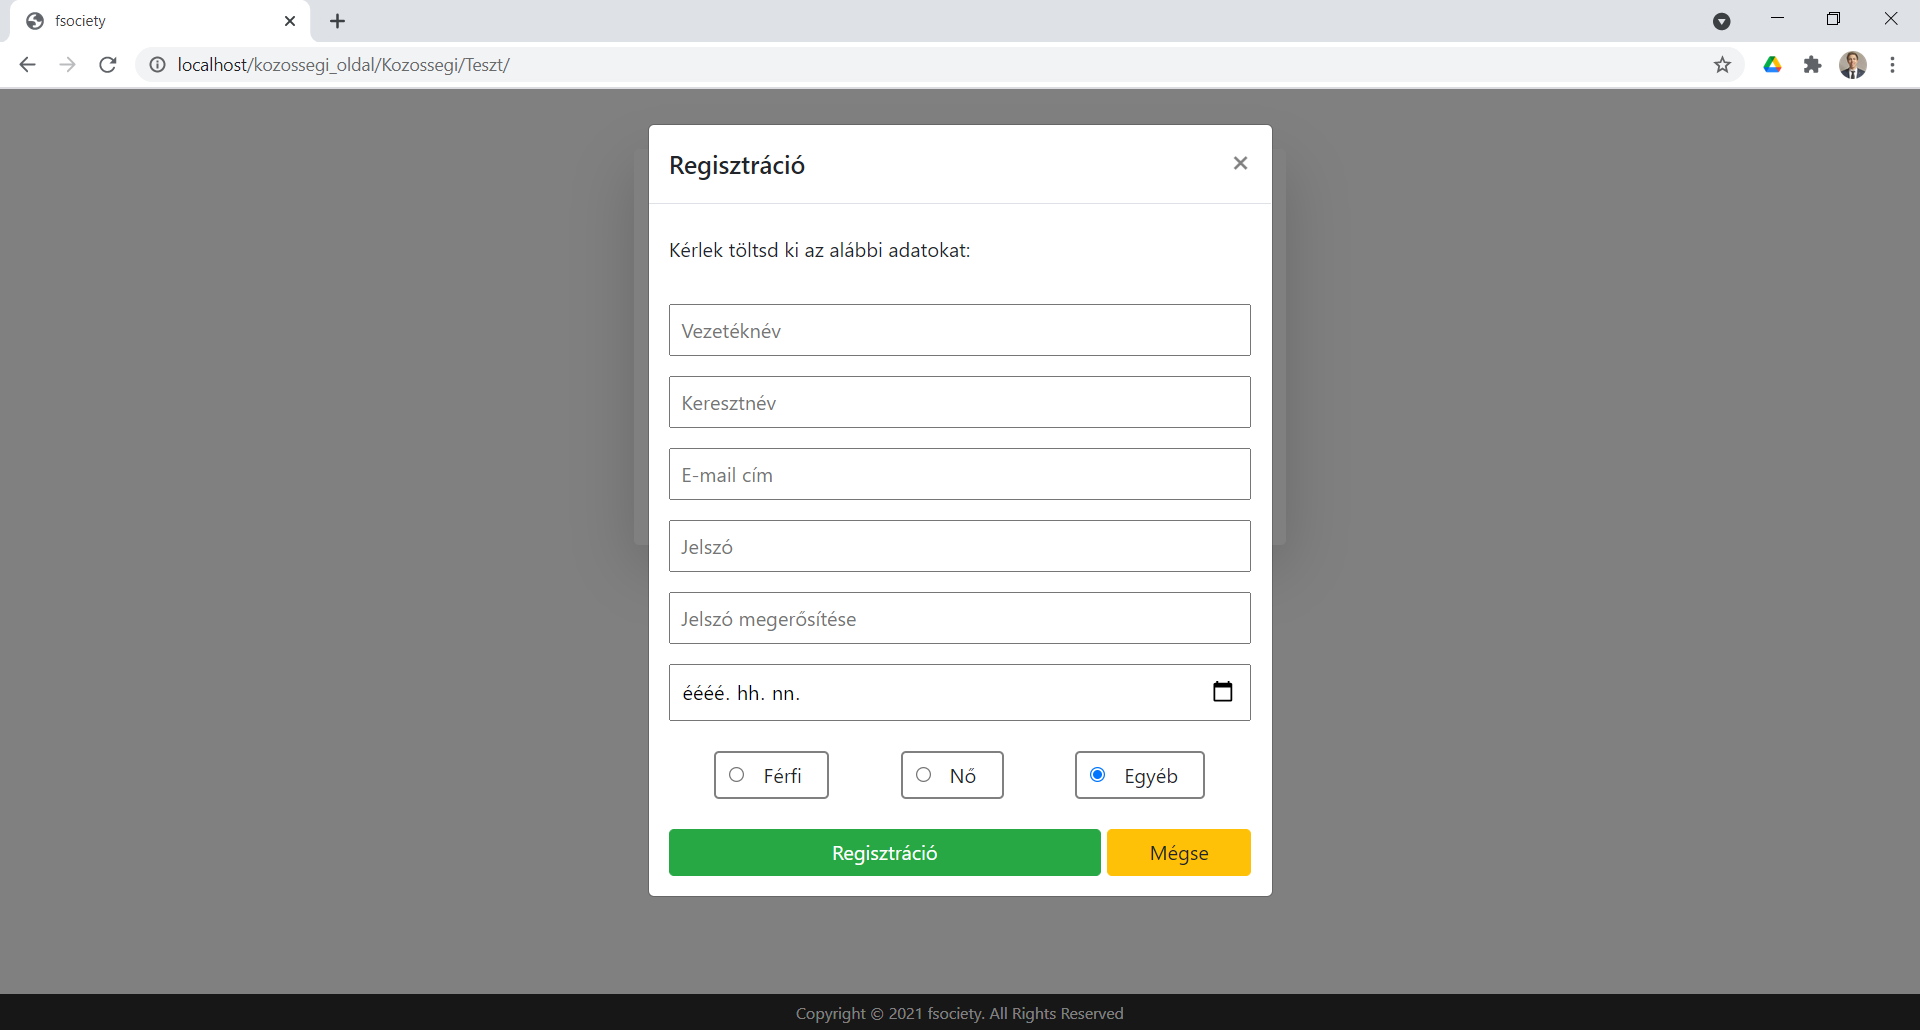 fsociety
localhost/kozossegi_oldal/Kozossegi/Teszt/
Regisztráció
Kérlek töltsd ki az alábbi adatokat:
Vezetéknév
Keresztnév
E-mail cím
Jelszó
Jelszó megerősítése
éééé. hh. nn.
Férfi Nő Egyéb
Regisztráció Mégse
Copyright © 2021 fsociety. All Rights Reserved